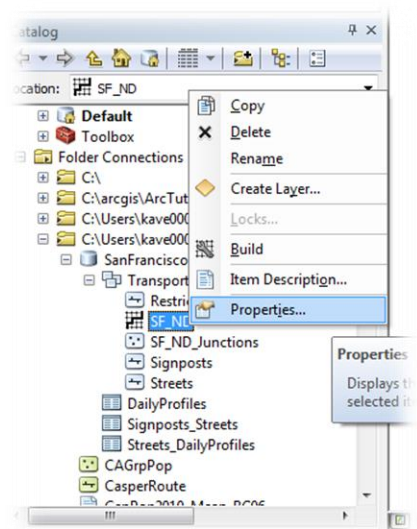 atalog
ocation: SF_ND
Default
Toolbox
Folder Connections
C:\
C:\arcgis\ArcTut
C:\Users\kave000
C:\Users\kave000
SanFrancisco
Transport
Restri
SF_ND
SF_ND_Junctions
Signposts
Streets
DailyProfiles
Signposts_Streets
Streets_DailyProfiles
CAGrpPop
CasperRoute
Copy
Delete
Rename
Create Layer...
Locks...
Build
Item Description...
Properties...
Properties
Displays th
selected it